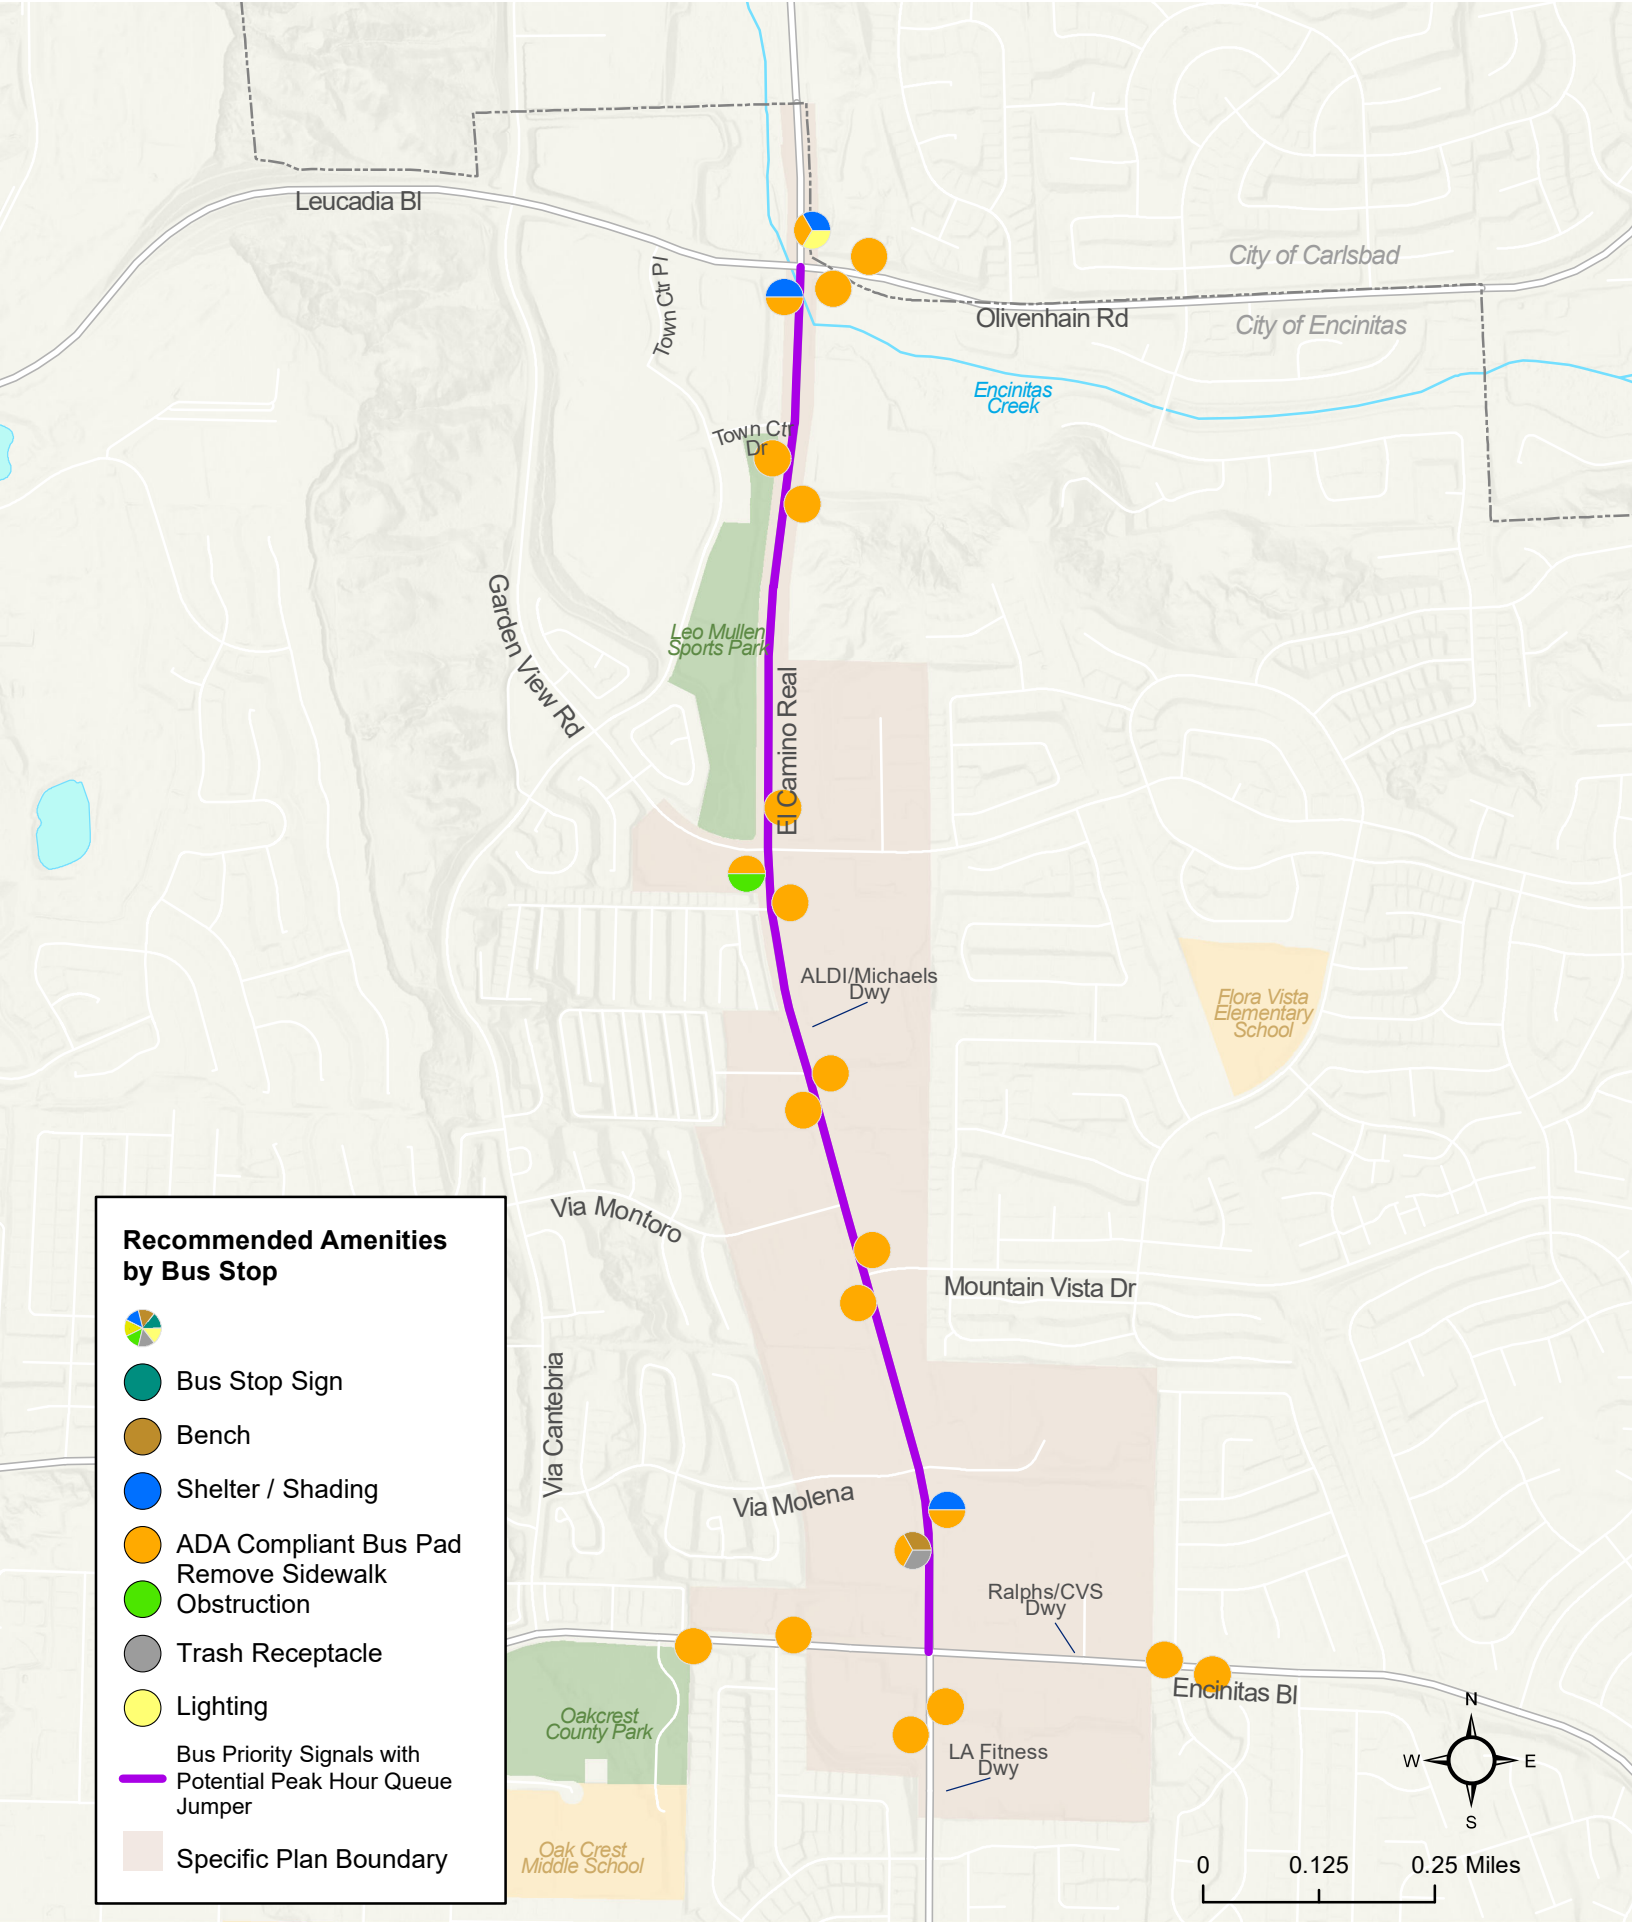 Leucadia Bl
Town Ctr Pl
City of Carlsbad
Olivenhain Rd
City of Encinitas
Encinitas
Creek
Town Ctr
Dr
Garden View Rd
Leo Mullen
Sports Park
El Camino Real
ALDI/Michaels
Dwy
Flora Vista
Elementary
School
Via Montoro
Mountain Vista Dr
Via Cantebria
Via Molena
Ralphs/CVS
Dwy
Encinitas Bl
Oakcrest
County Park
LA Fitness
Dwy
Oak Crest
Middle School
Recommended Amenities
by Bus Stop
Bus Stop Sign
Bench
Shelter / Shading
ADA Compliant Bus Pad
Remove Sidewalk
Obstruction
Trash Receptacle
Lighting
Bus Priority Signals with
Potential Peak Hour Queue
Jumper
Specific Plan Boundary
N
W E
S
0 0.125 0.25 Miles